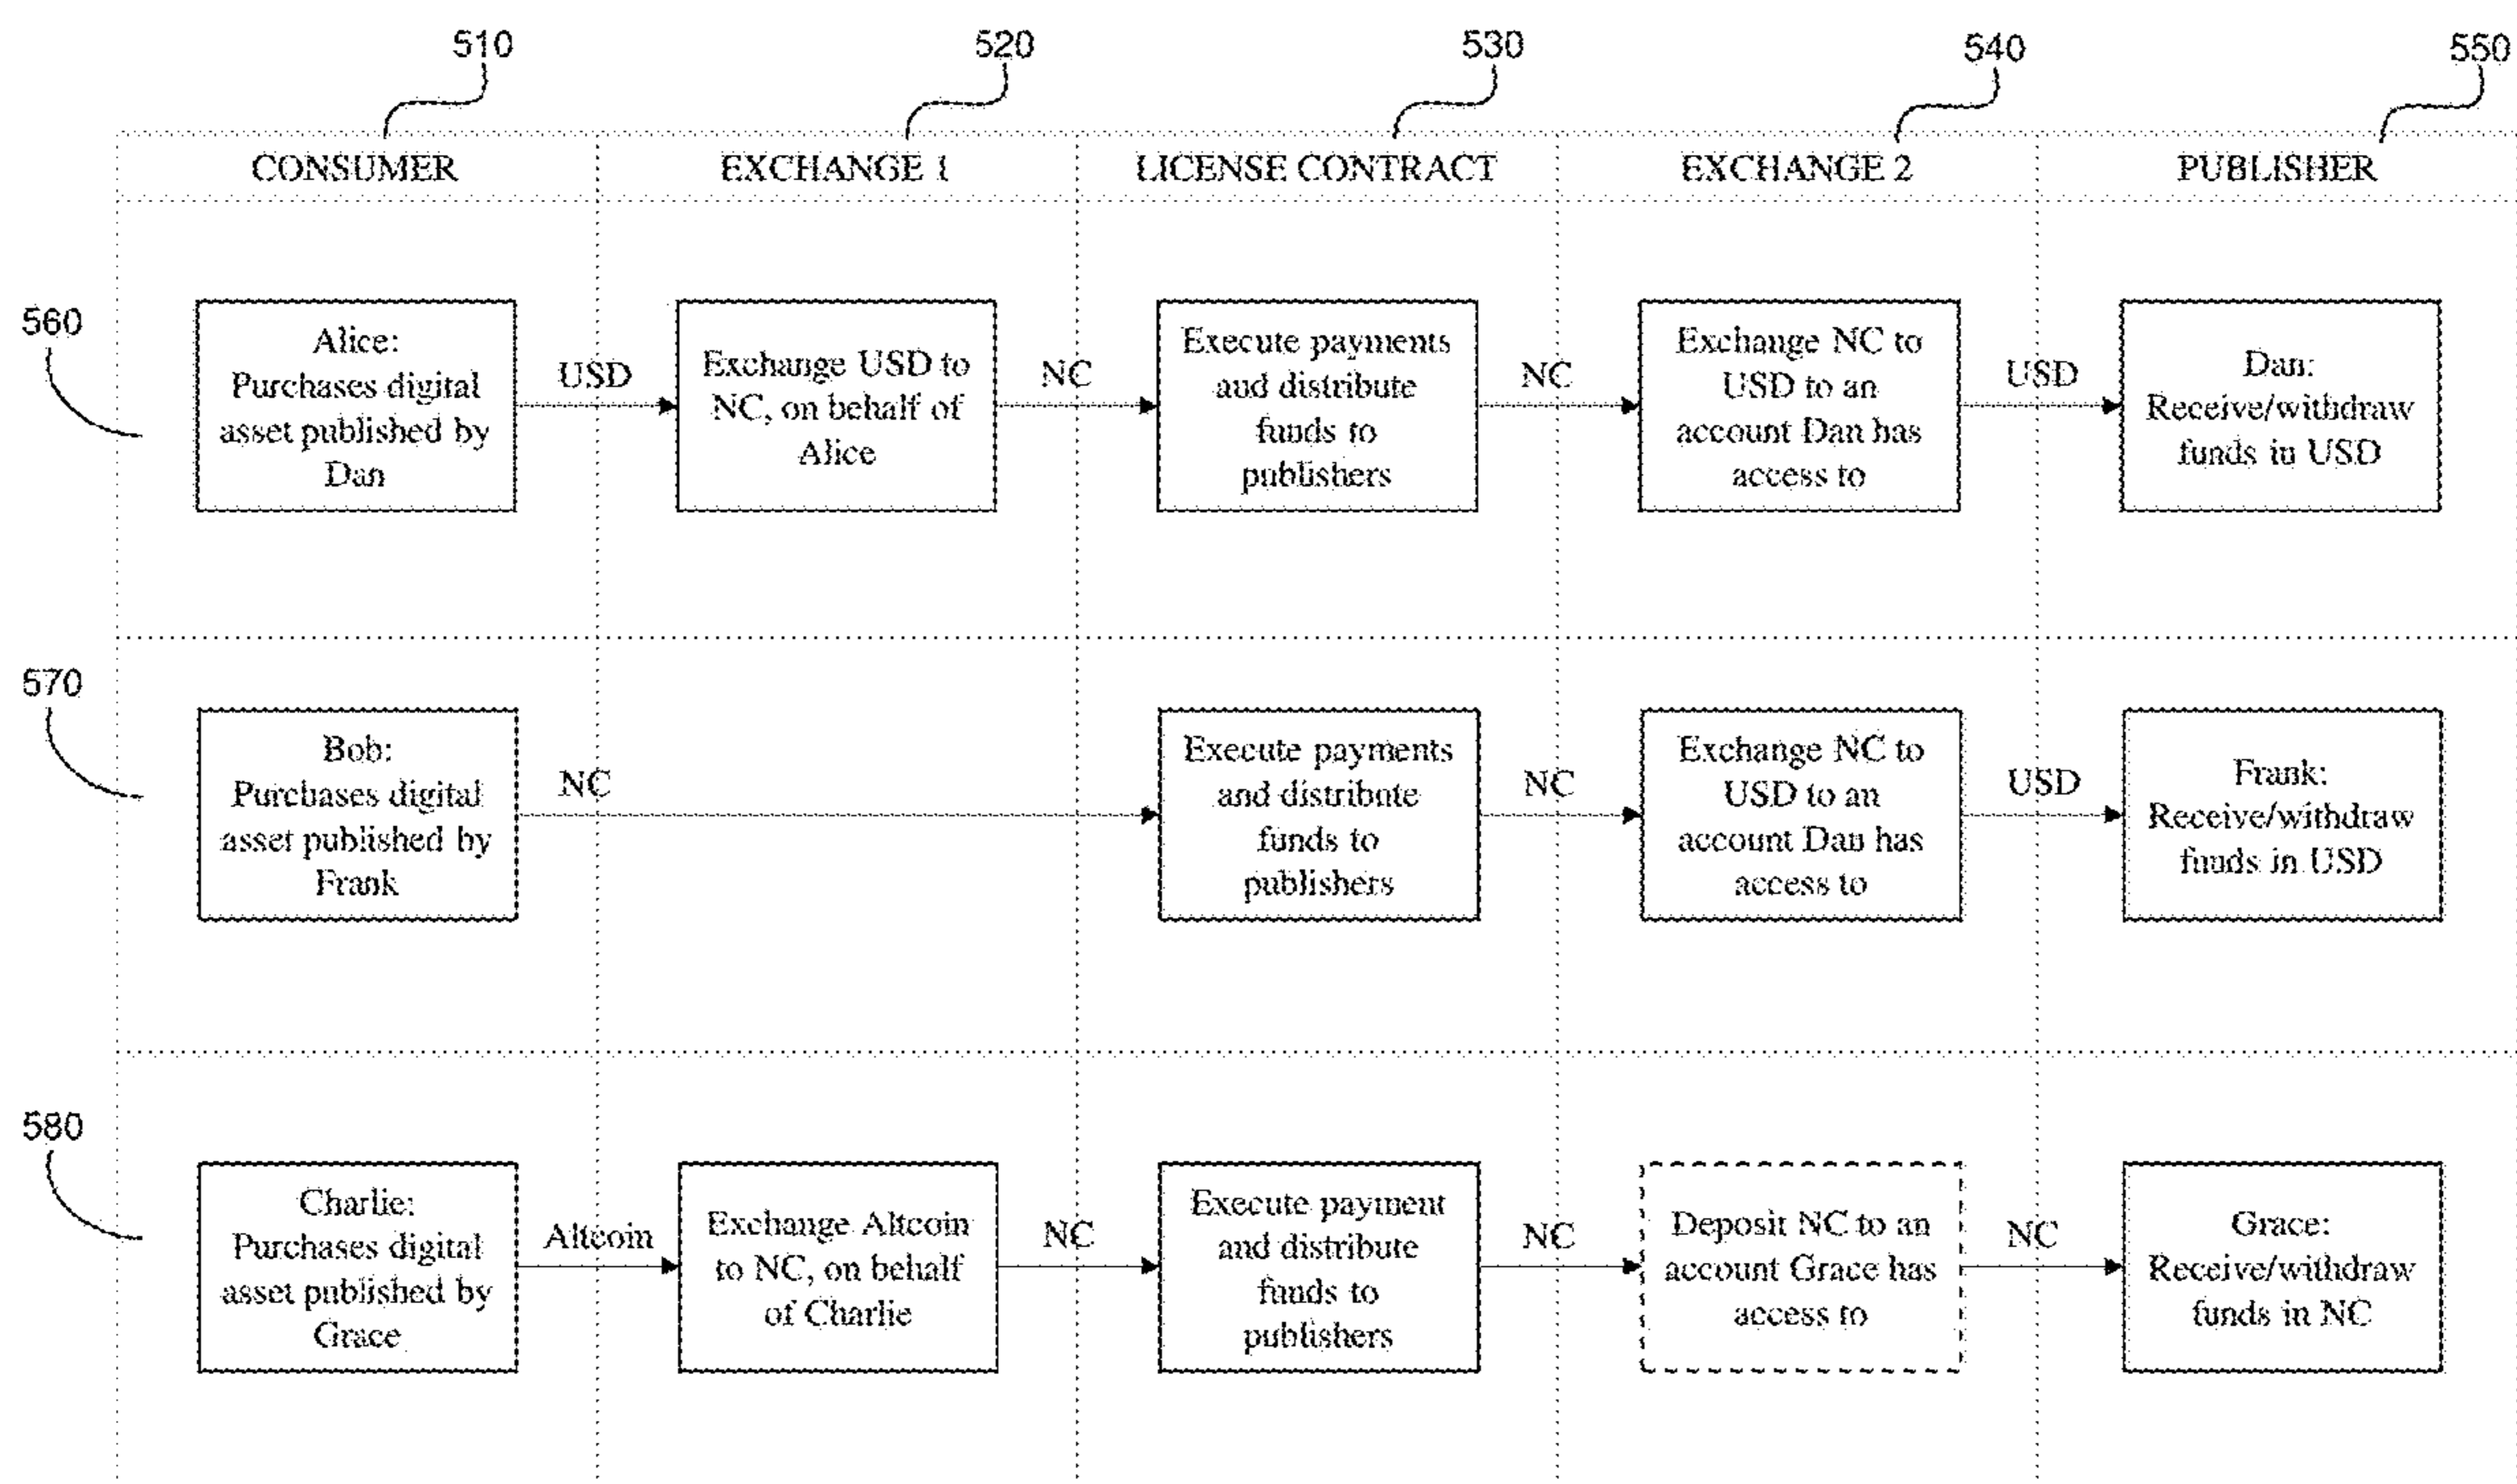 510
520
530
540
550
CONSUMER
EXCHANGE 1
LICENSE CONTRACT
EXCHANGE 2
PUBLISHER
560
Alice:
Purchases digital
asset published by
Dan
USD
Exchange USD to
NC, on behalf of
Alice
NC
Execute payments
and distribute
funds to
publishers
NC
Exchange NC to
USD to an
account Dan has
access to
USD
Dan:
Receive/withdraw
funds in USD
570
Bob:
Purchases digital
asset published by
Frank
NC
Execute payments
and distribute
funds to
publishers
NC
Exchange NC to
USD to an
account Dan has
access to
USD
Frank:
Receive/withdraw
funds in USD
580
Charlie:
Purchases digital
asset published by
Grace
Altcoin
Exchange Altcoin
to NC, on behalf
of Charlie
NC
Execute payment
and distribute
funds to
publishers
NC
Deposit NC to an
account Grace has
access to
NC
Grace:
Receive/withdraw
funds in NC